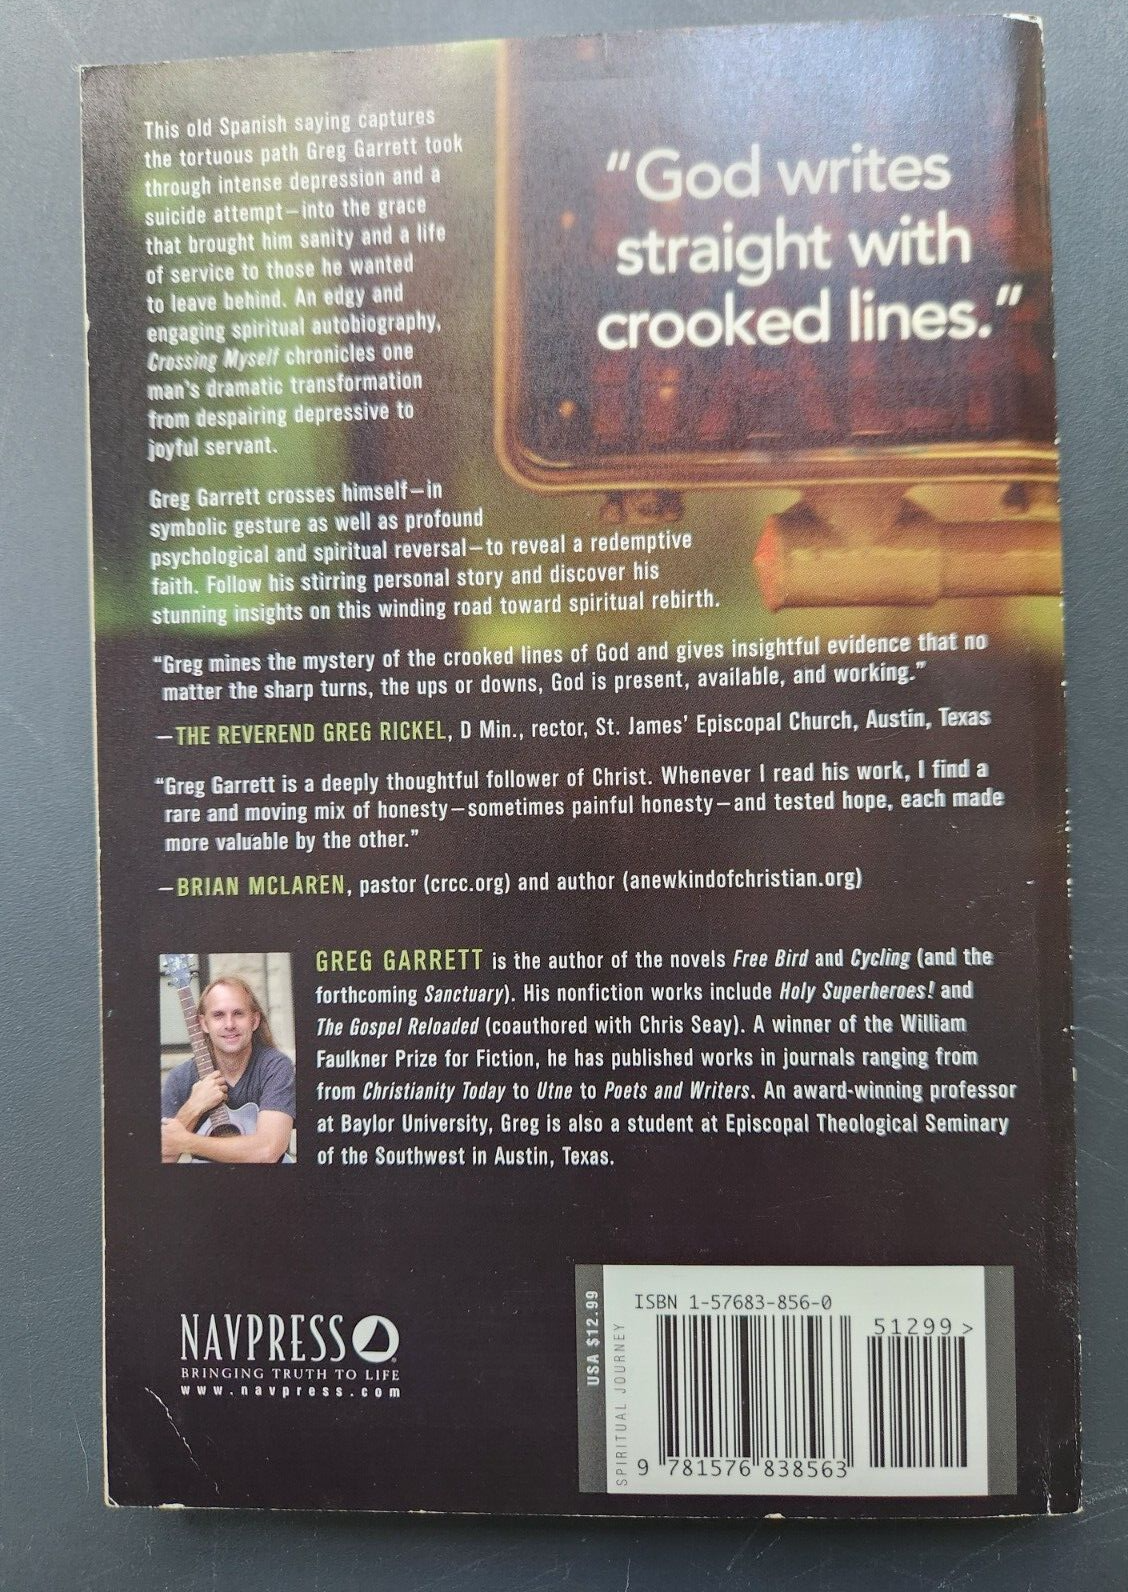 This old Spanish saying captures
the tortuous path Greg Garrett took
through intense depression and a
suicide attempt—into the grace
that brought him sanity and a life
of service to those he wanted
to leave behind. An edgy and
engaging spiritual autobiography,
Crossing Myself chronicles one
man's dramatic transformation
from despairing depressive to
joyful servant.
"God writes
straight with
crooked lines."
Greg Garrett crosses himself—in
symbolic gesture as well as profound
psychological and spiritual reversal—to reveal a redemptive
faith. Follow his stirring personal story and discover his
stunning insights on this winding road toward spiritual rebirth.
"Greg mines the mystery of the crooked lines of God and gives insightful evidence that no
matter the sharp turns, the ups or downs, God is present, available, and working."
—THE REVEREND GREG RICKEL, D Min., rector, St. James' Episcopal Church, Austin, Texas
"Greg Garrett is a deeply thoughtful follower of Christ. Whenever I read his work, I find a
rare and moving mix of honesty—sometimes painful honesty—and tested hope, each made
more valuable by the other."
—BRIAN MCLAREN, pastor (crcc.org) and author (anewkindofchristian.org)
GREG GARRETT is the author of the novels Free Bird and Cycling (and the
forthcoming Sanctuary). His nonfiction works include Holy Superheroes! and
The Gospel Reloaded (coauthored with Chris Seay). A winner of the William
Faulkner Prize for Fiction, he has published works in journals ranging from
from Christianity Today to Utne to Poets and Writers. An award-winning professor
at Baylor University, Greg is also a student at Episcopal Theological Seminary
of the Southwest in Austin, Texas.
NAVPRESS
BRINGING TRUTH TO LIFE
www.navpress.com
USA $12.99
SPIRITUAL JOURNEY
ISBN 1-57683-856-0
51299>
9 781576 838563